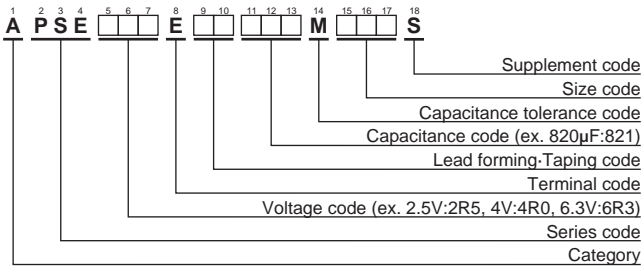 1 2 3 4 5 6 7 8 9 10 11 12 13 14 15 16 17 18
A P S E E M S
Supplement code
Size code
Capacitance tolerance code
Capacitance code (ex. 820µF:821)
Lead forming·Taping code
Terminal code
Voltage code (ex. 2.5V:2R5, 4V:4R0, 6.3V:6R3)
Series code
Category